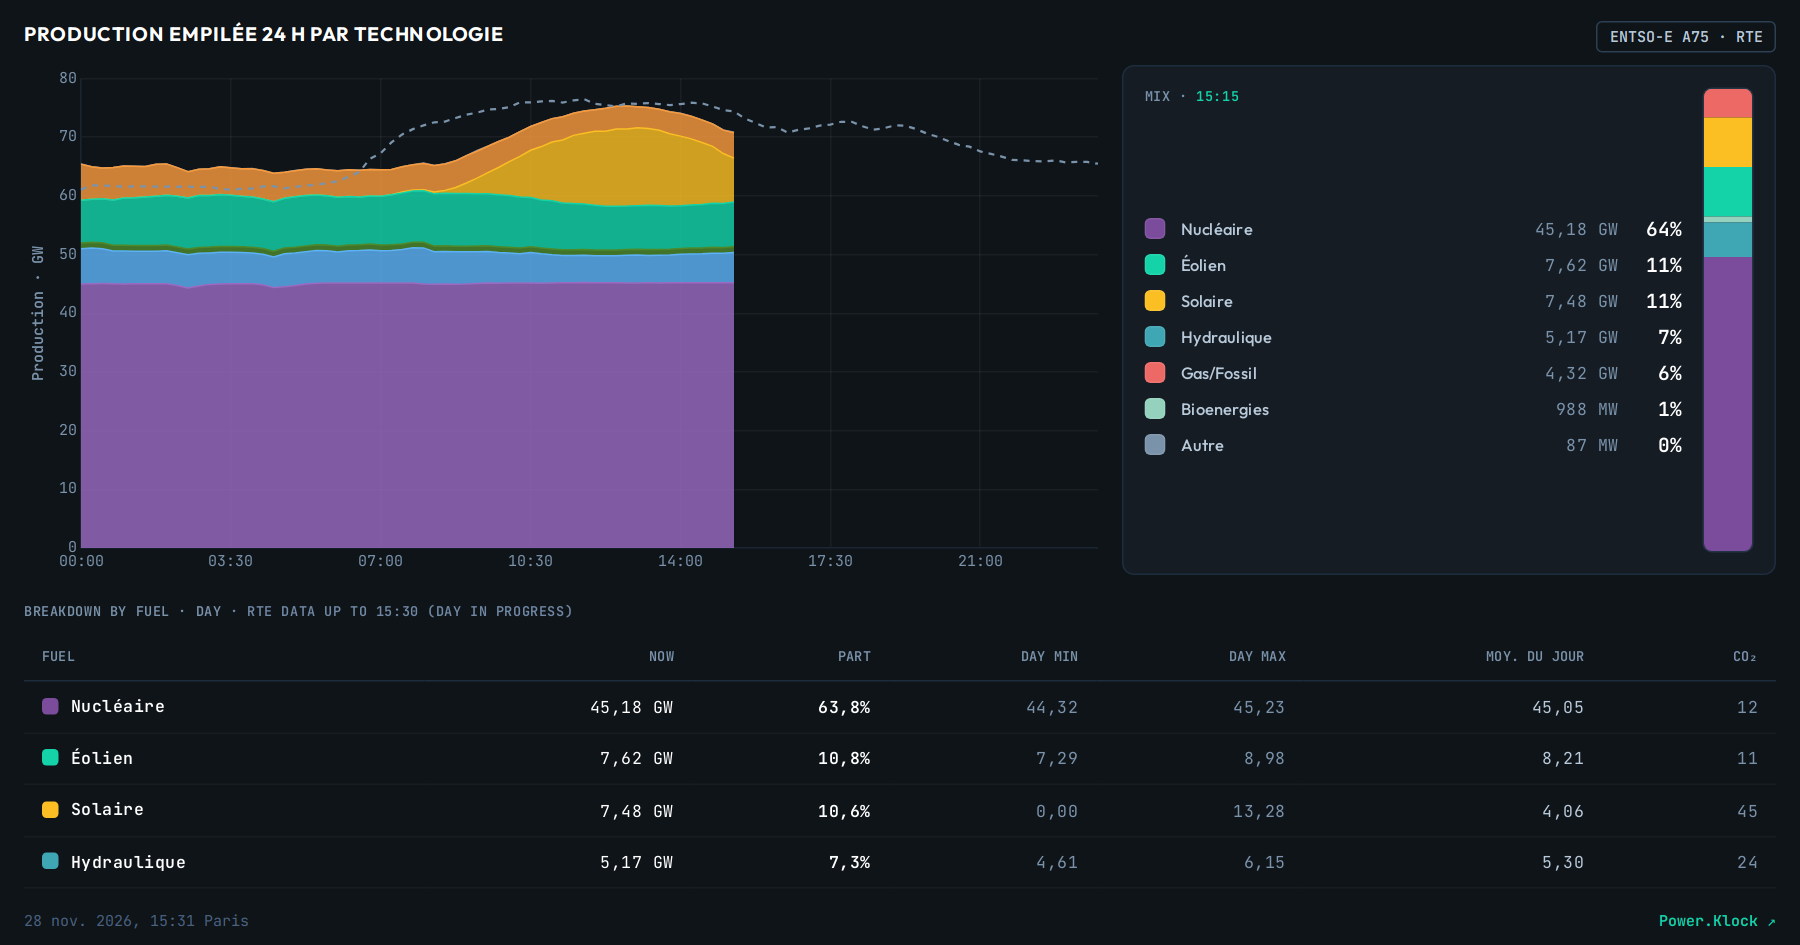 PRODUCTION EMPILÉE 24 H PAR TECHNOLOGIE
ENTSO-E A75 · RTE
Production · GW
80
70
60
50
40
30
20
10
0
00:00 03:30 07:00 10:30 14:00 17:30 21:00
MIX · 15:15
Nucléaire 45,18 GW 64%
Éolien 7,62 GW 11%
Solaire 7,48 GW 11%
Hydraulique 5,17 GW 7%
Gas/Fossil 4,32 GW 6%
Bioenergies 988 MW 1%
Autre 87 MW 0%
BREAKDOWN BY FUEL · DAY · RTE DATA UP TO 15:30 (DAY IN PROGRESS)
FUEL NOW PART DAY MIN DAY MAX MOY. DU JOUR CO₂
Nucléaire 45,18 GW 63,8% 44,32 45,23 45,05 12
Éolien 7,62 GW 10,8% 7,29 8,98 8,21 11
Solaire 7,48 GW 10,6% 0,00 13,28 4,06 45
Hydraulique 5,17 GW 7,3% 4,61 6,15 5,30 24
28 nov. 2026, 15:31 Paris
Power.Klock ↗